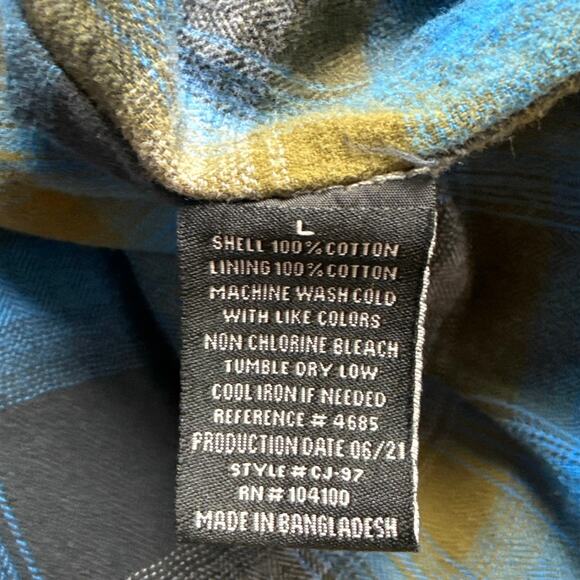 L
SHELL 100% COTTON
LINING 100% COTTON
MACHINE WASH COLD
WITH LIKE COLORS
NON CHLORINE BLEACH
TUMBLE DRY LOW
COOL IRON IF NEEDED
REFERENCE # 4685
PRODUCTION DATE 06/21
STYLE # CJ-97
RN # 104100
MADE IN BANGLADESH